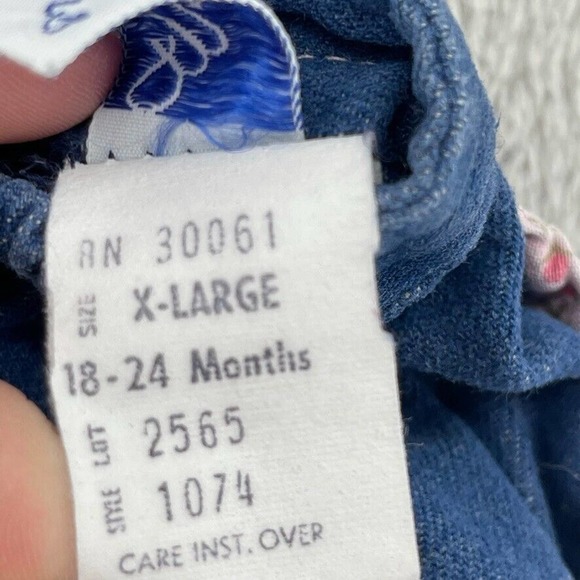 RN 30061
SIZE X-LARGE
18-24 Months
LOT 2565
STYLE 1074
CARE INST. OVER